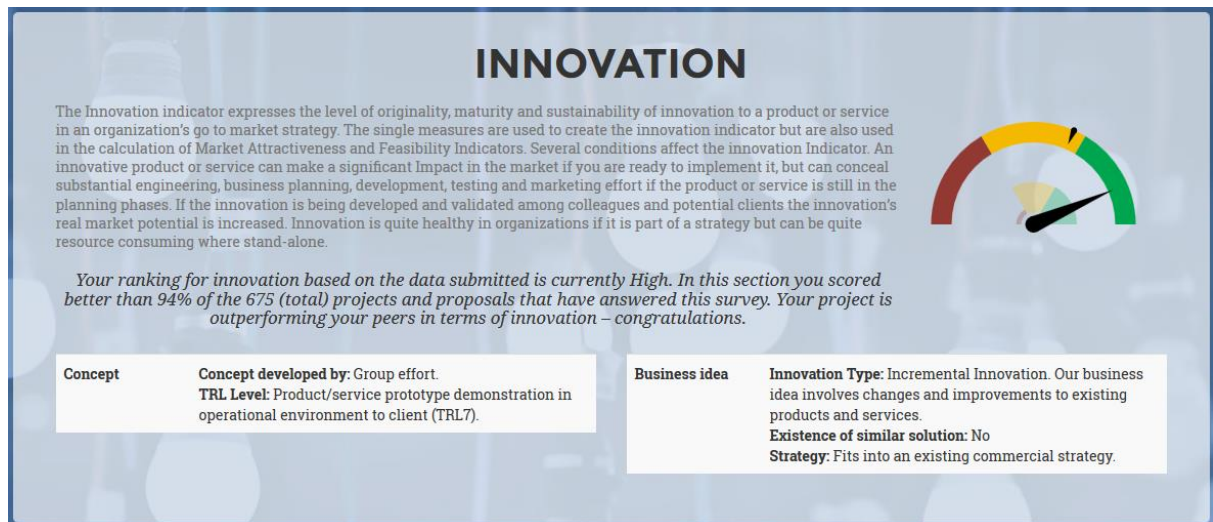 INNOVATION
The Innovation indicator expresses the level of originality, maturity and sustainability of innovation to a product or service
in an organization's go to market strategy. The single measures are used to create the innovation indicator but are also used
in the calculation of Market Attractiveness and Feasibility Indicators. Several conditions affect the innovation Indicator. An
innovative product or service can make a significant Impact in the market if you are ready to implement it, but can conceal
substantial engineering, business planning, development, testing and marketing effort if the product or service is still in the
planning phases. If the innovation is being developed and validated among colleagues and potential clients the innovation's
real market potential is increased. Innovation is quite healthy in organizations if it is part of a strategy but can be quite
resource consuming where stand-alone.
Your ranking for innovation based on the data submitted is currently High. In this section you scored
better than 94% of the 675 (total) projects and proposals that have answered this survey. Your project is
outperforming your peers in terms of innovation – congratulations.
Concept
Concept developed by: Group effort.
TRL Level: Product/service prototype demonstration in
operational environment to client (TRL7).
Business idea
Innovation Type: Incremental Innovation. Our business
idea involves changes and improvements to existing
products and services.
Existence of similar solution: No
Strategy: Fits into an existing commercial strategy.